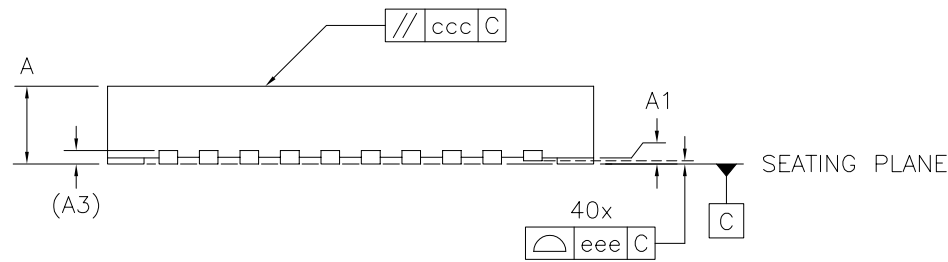 // ccc C
A
A1
SEATING PLANE
(A3)
40x
C
⌓ eee C